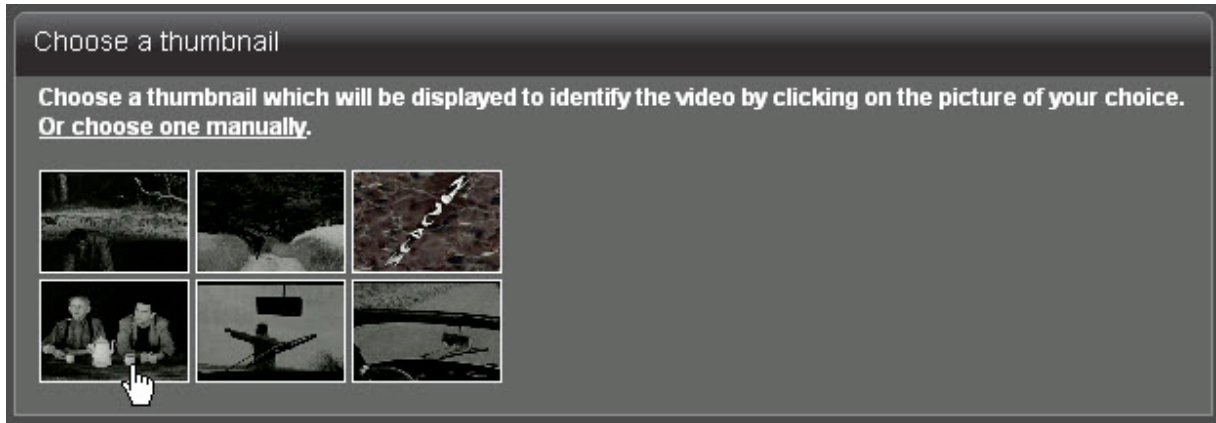 Choose a thumbnail
Choose a thumbnail which will be displayed to identify the video by clicking on the picture of your choice.
Or choose one manually.